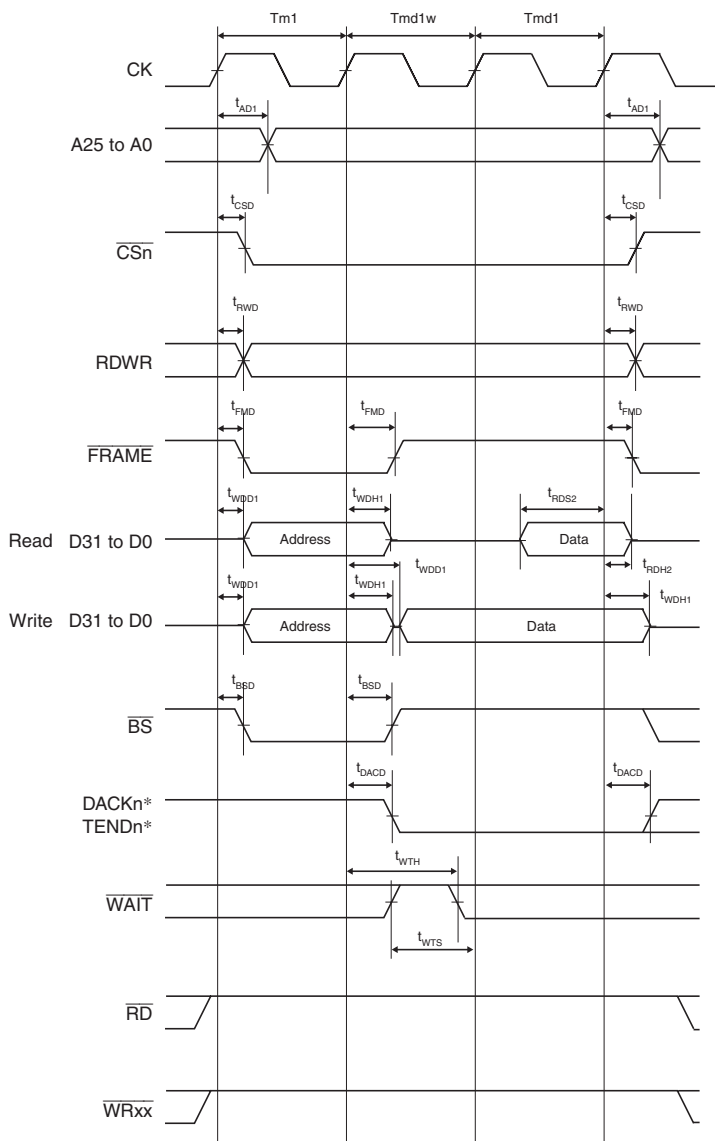 Tm1 Tmd1w Tmd1
CK
tAD1 tAD1
A25 to A0
tCSD tCSD
CSn
tRWD tRWD
RDWR
tFMD tFMD tFMD
FRAME
tWDD1 tWDH1 tRDS2
Read D31 to D0 Address Data
tWDD1 tRDH2
tWDD1 tWDH1 tWDH1
Write D31 to D0 Address Data
tBSD tBSD
BS
tDACD tDACD
DACKn*
TENDn*
tWTH
WAIT
tWTS
RD
WRxx